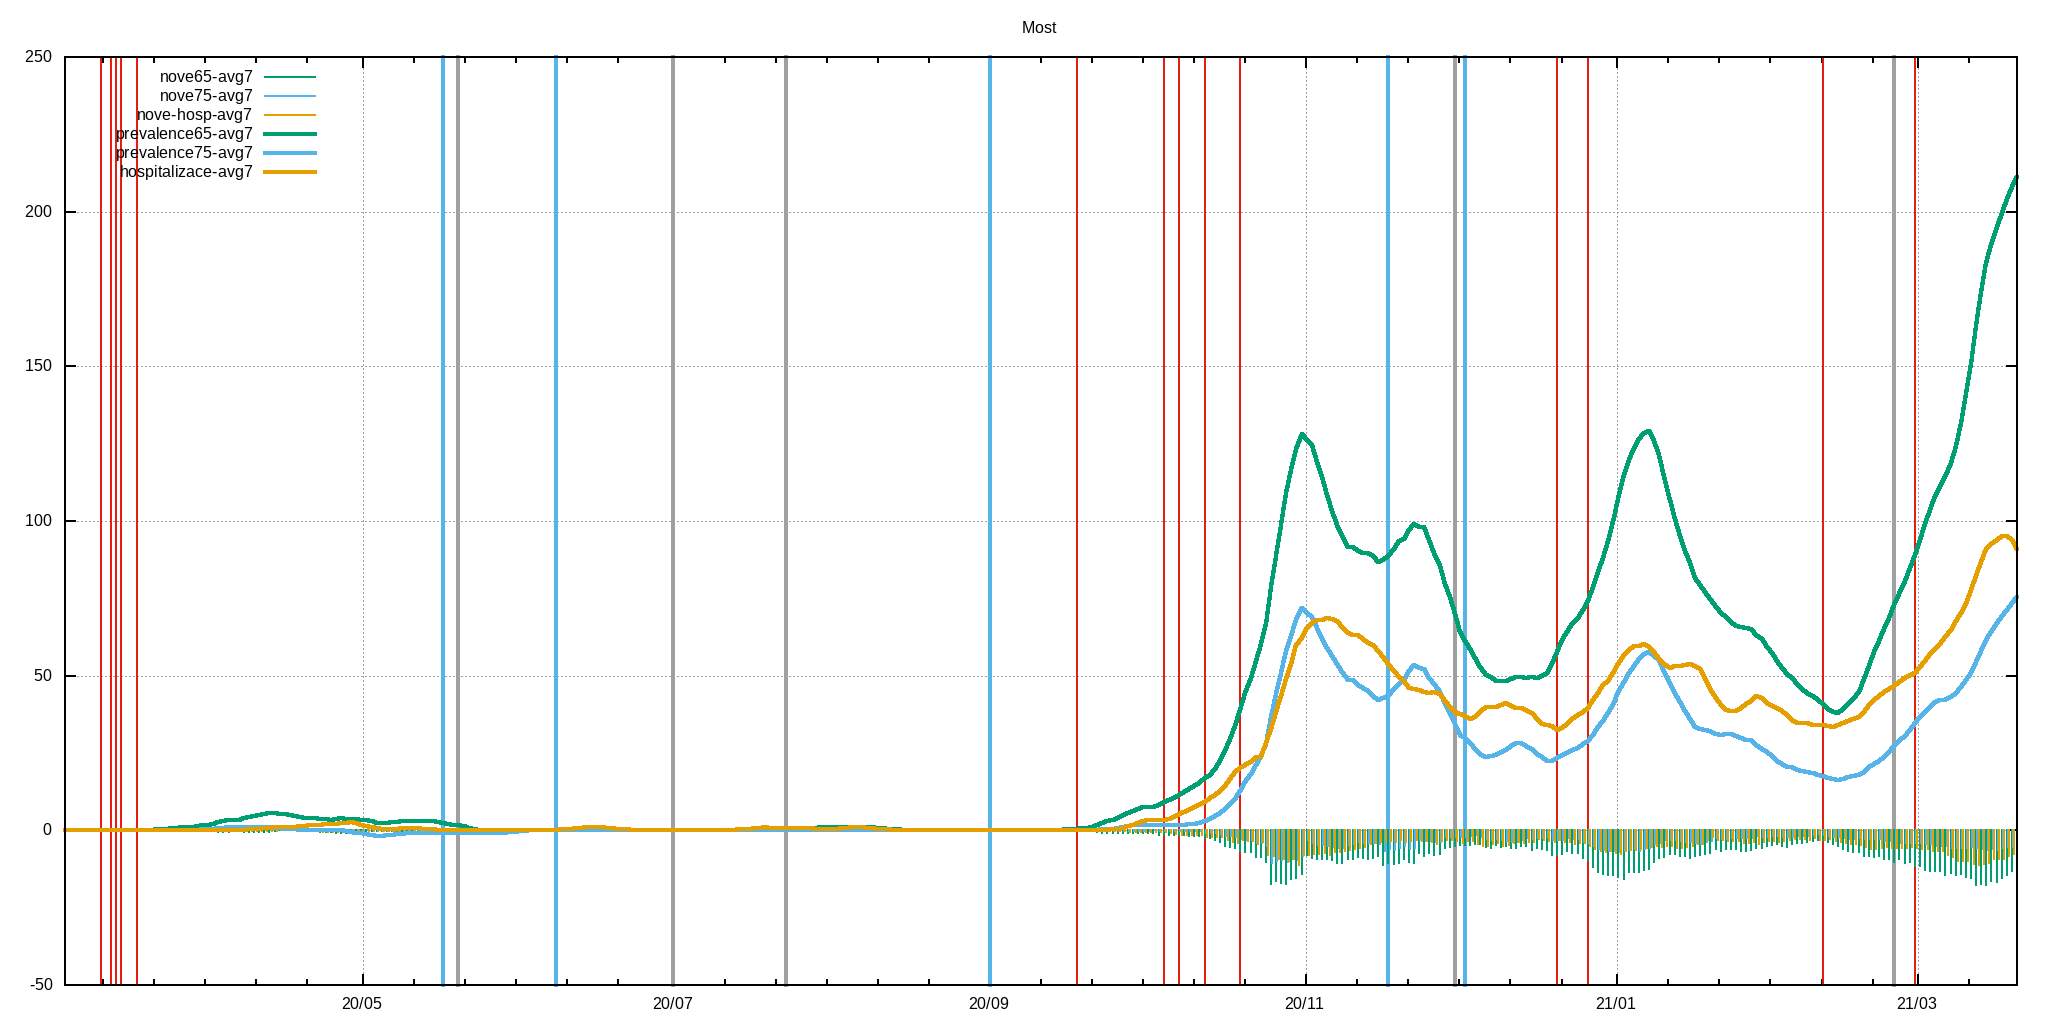 Most
250
nove65-avg7
nove75-avg7
nove-hosp-avg7
prevalence65-avg7
prevalence75-avg7
hospitalizace-avg7
200
150
100
50
0
-50
20/05
20/07
20/09
20/11
21/01
21/03